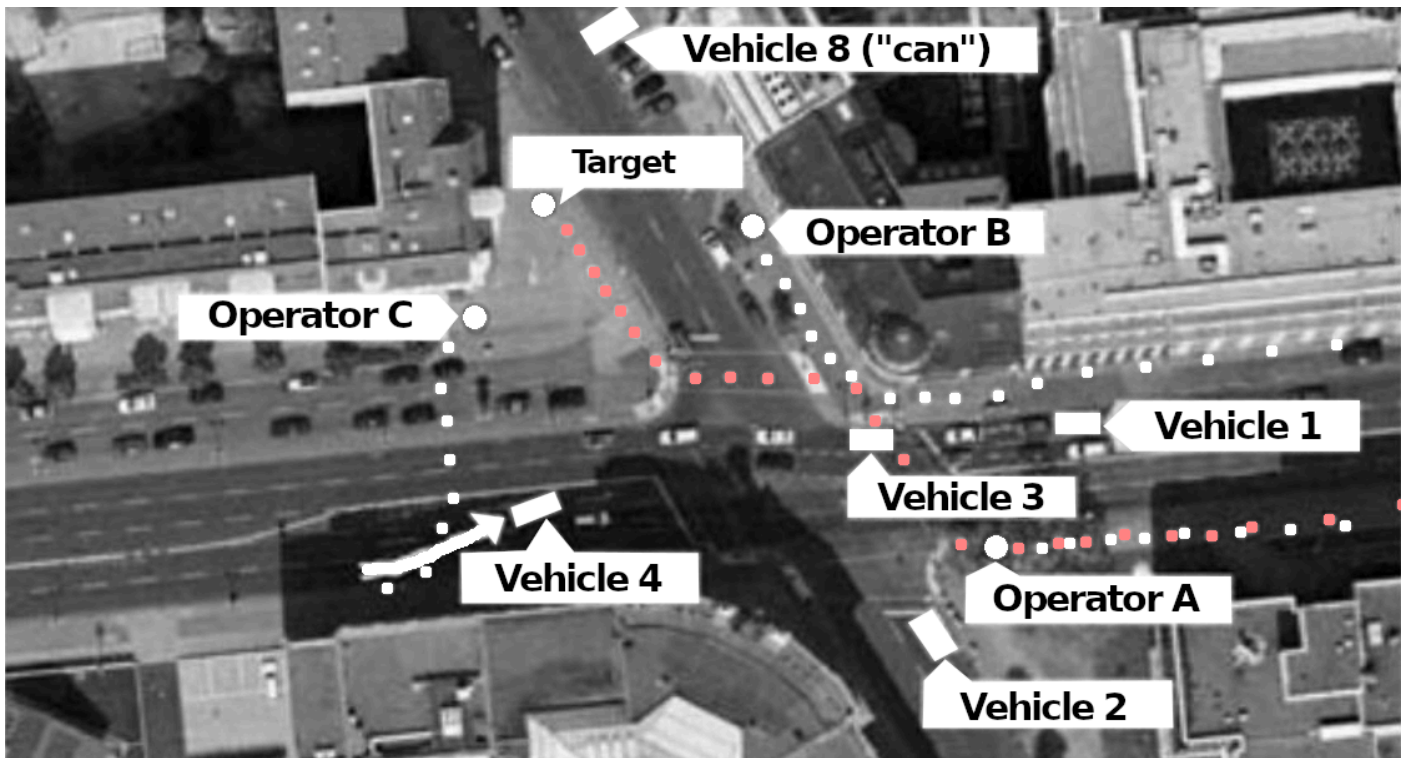 Vehicle 8 ("can")
Target
Operator B
Operator C
Vehicle 1
Vehicle 3
Vehicle 4
Operator A
Vehicle 2